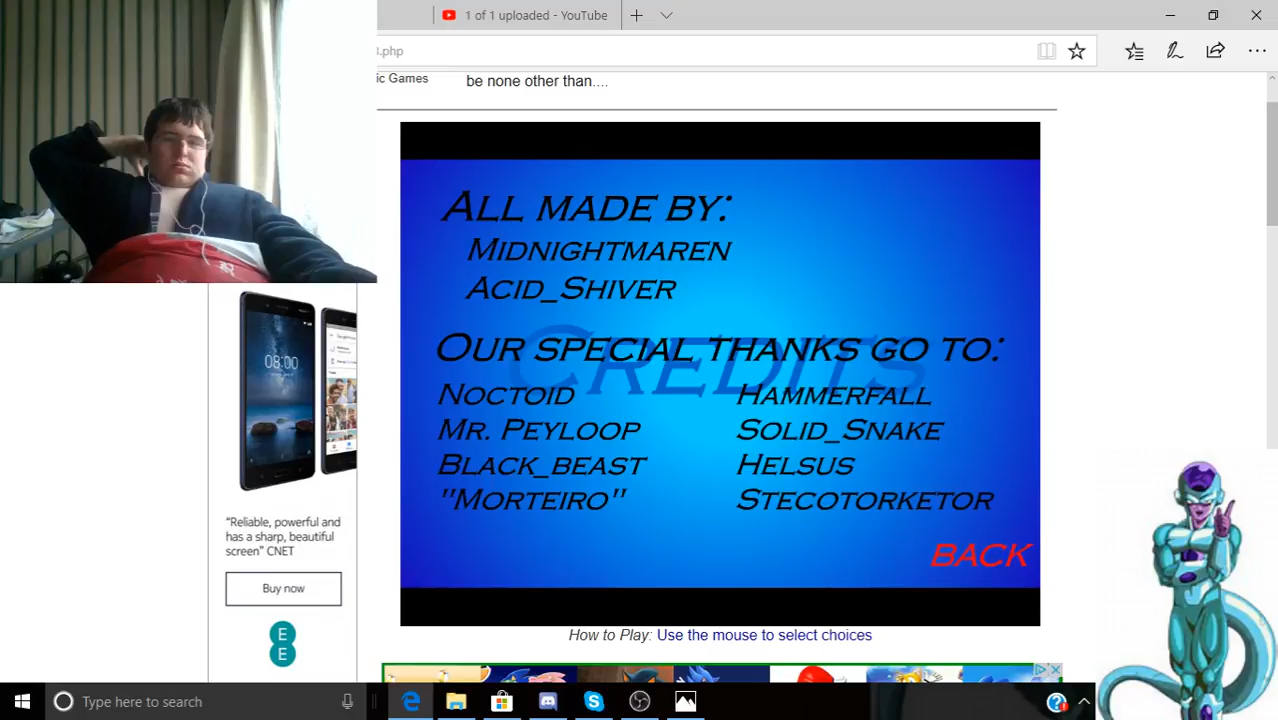 1 of 1 uploaded - YouTube
3.php
ic Games
be none other than....
ALL MADE BY:
MIDNIGHTMAREN
ACID_SHIVER
CREDITS
OUR SPECIAL THANKS GO TO:
NOCTOID
HAMMERFALL
MR. PEYLOOP
SOLID_SNAKE
BLACK_BEAST
HELSUS
"MORTEIRO"
STECOTORKETOR
BACK
How to Play: Use the mouse to select choices
08:00
"Reliable, powerful and
has a sharp, beautiful
screen" CNET
Buy now
E
E
Type here to search